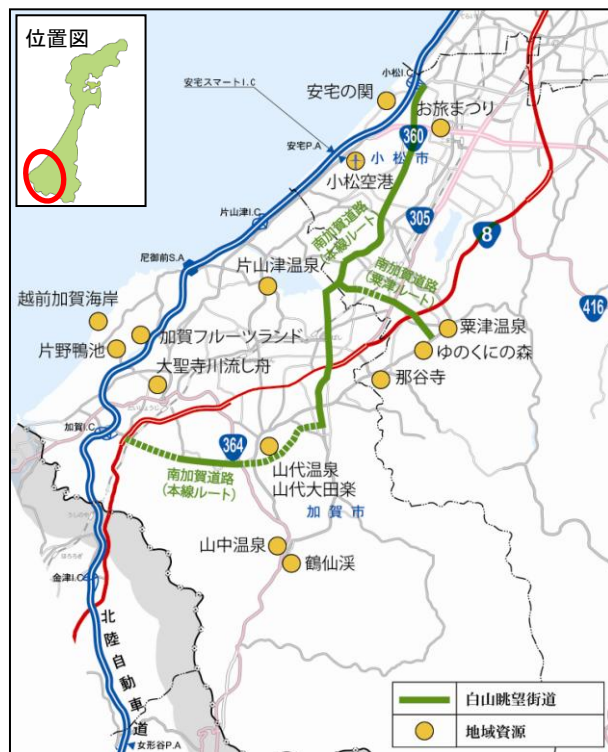 位置図
小松I.C
安宅スマートI.C
安宅の関
お旅まつり
360
安宅P.A
小松市
小松空港
305
片山津I.C
南加賀道路
(本線ルート)
8
南加賀道路
(粟津ルート)
尼御前S.A
片山津温泉
416
越前加賀海岸
粟津温泉
加賀フルーツランド
ゆのくにの森
片野鴨池
大聖寺川流し舟
那谷寺
加賀I.C
364
山代温泉
山代大田楽
南加賀道路
(本線ルート)
加賀市
山中温泉
鶴仙渓
金津I.C
北陸自動車道
女形谷P.A
白山眺望街道
地域資源